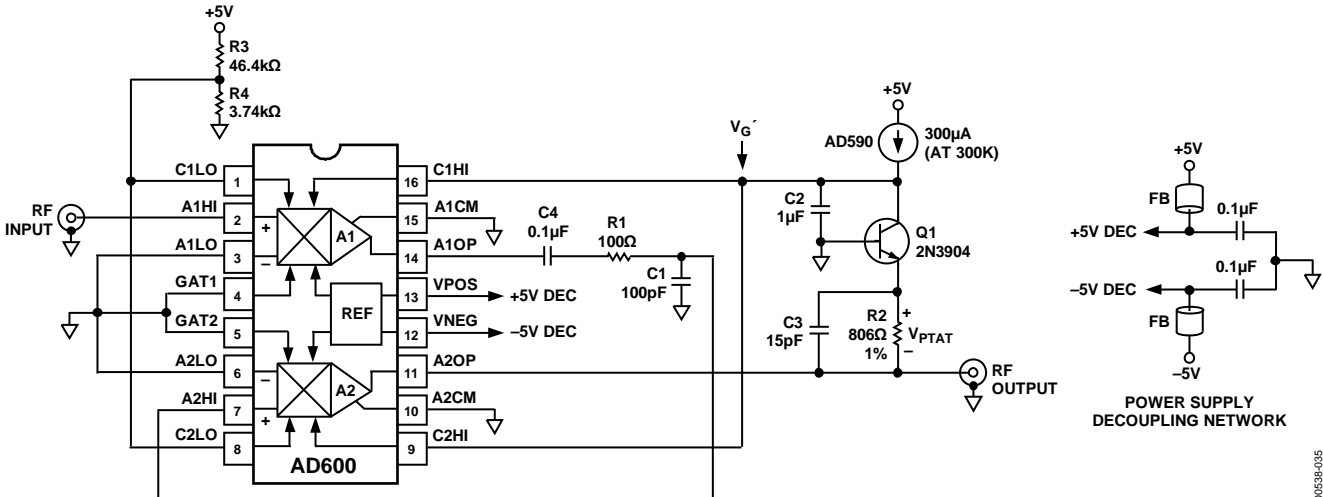 +5V
R3
46.4kΩ
R4
3.74kΩ
C1LO
1
A1HI
2
RF
INPUT
A1LO
3
GAT1
4
GAT2
5
A2LO
6
A2HI
7
C2LO
8
+
–
A1
REF
–
+
A2
AD600
16
C1HI
15
A1CM
14
A1OP
13
VPOS
+5V DEC
12
VNEG
–5V DEC
11
A2OP
10
A2CM
9
C2HI
C4
0.1µF
R1
100Ω
C1
100pF
VG´
+5V
AD590
300µA
(AT 300K)
C2
1µF
Q1
2N3904
C3
15pF
R2
806Ω
1%
+
VPTAT
–
RF
OUTPUT
+5V
FB
0.1µF
+5V DEC
0.1µF
–5V DEC
FB
–5V
POWER SUPPLY
DECOUPLING NETWORK
00538-035